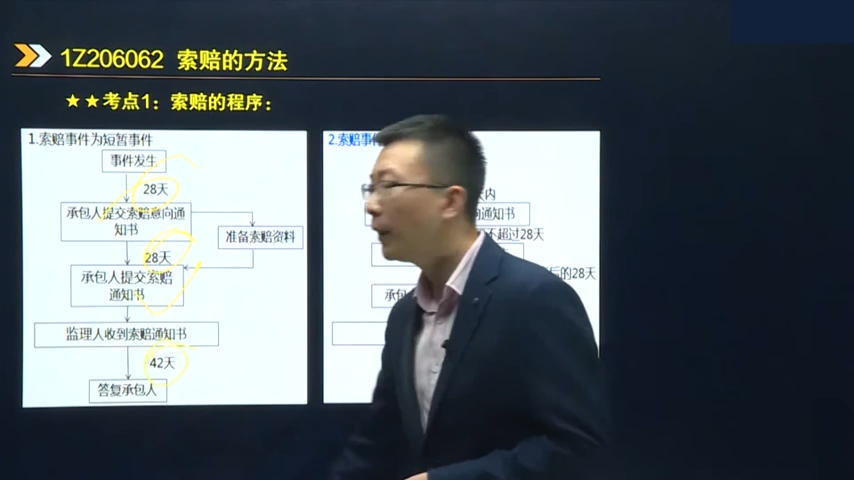 1Z206062 索赔的方法
★★考点1：索赔的程序：
1.索赔事件为短暂事件
事件发生
28天
承包人提交索赔意向通
知书
准备索赔资料
28天
承包人提交索赔
通知书
监理人收到索赔通知书
42天
答复承包人
2.索赔事
天内
向通知书
不超过28天
后的28天
承包